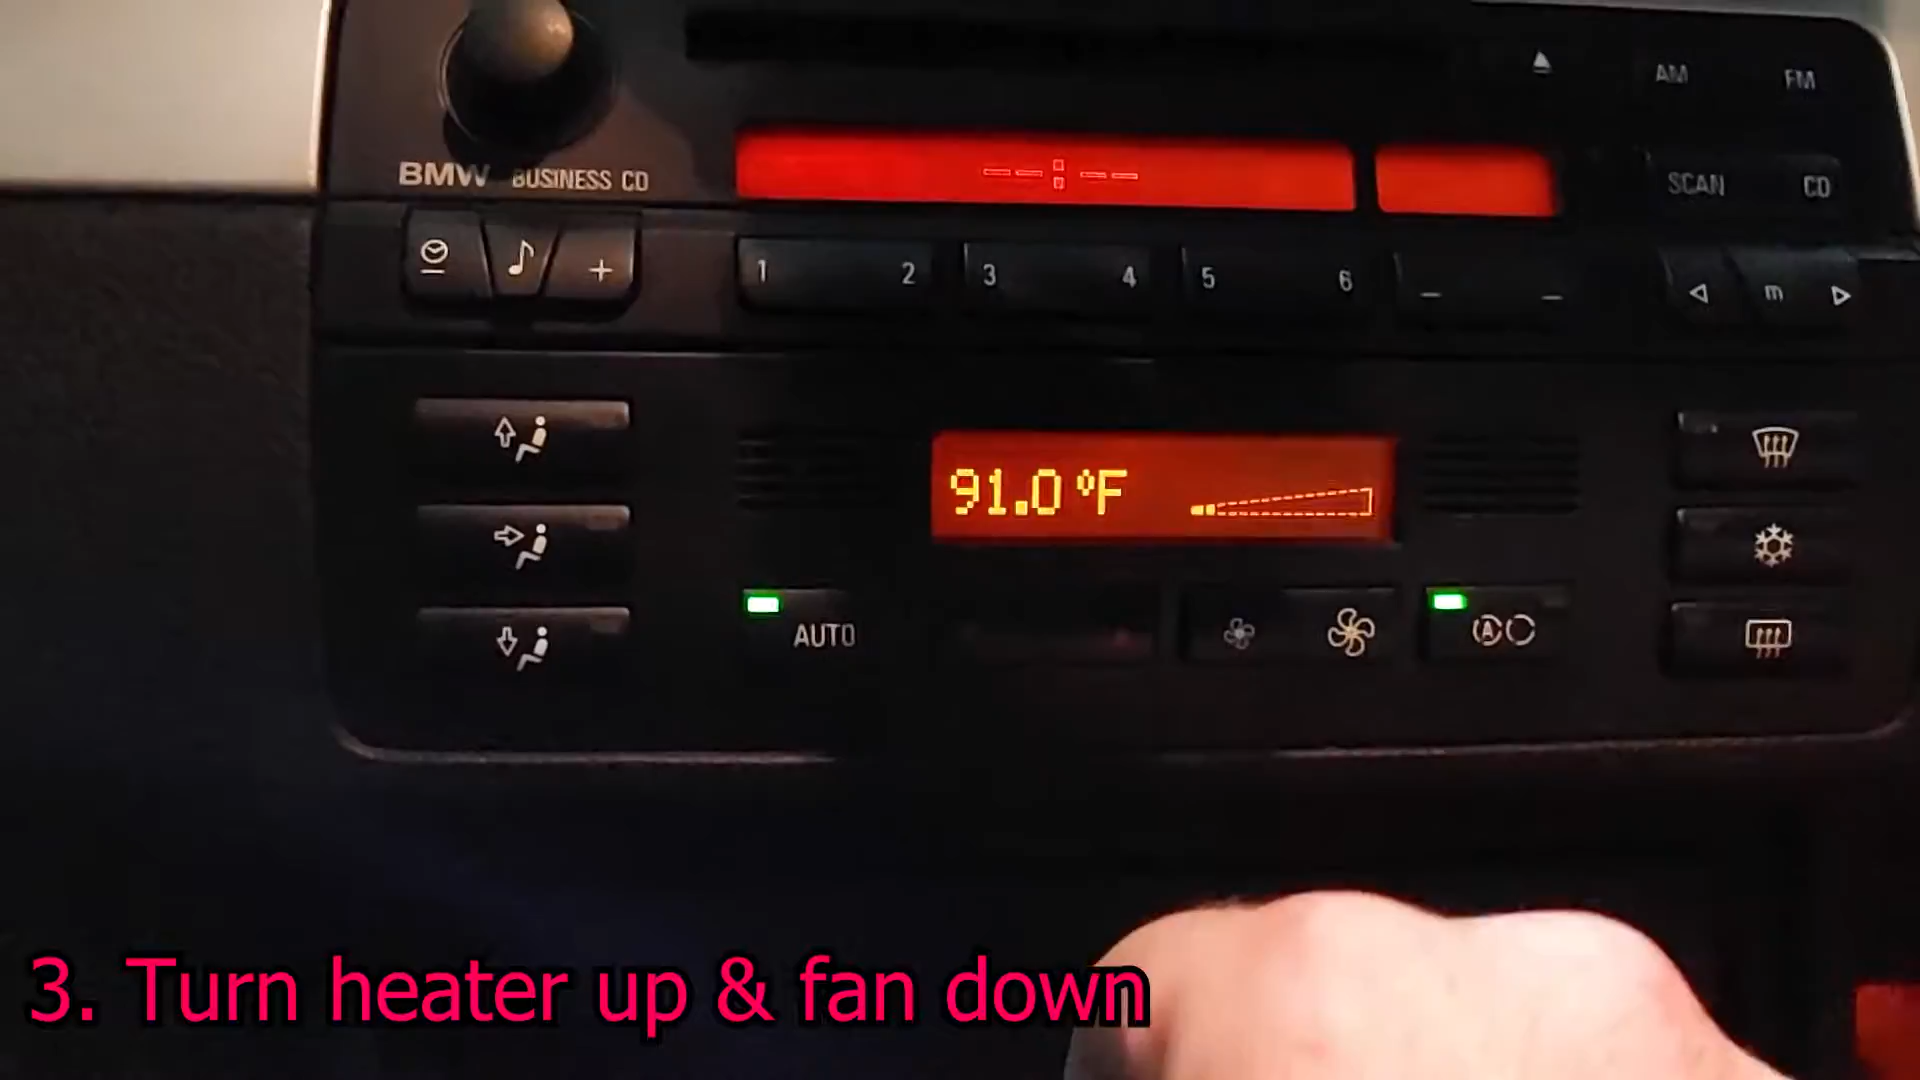 AM FM
BMW BUSINESS CD
--:--
SCAN CD
+
1 2 3 4 5 6 - -
m
91.0 °F
AUTO
A
3. Turn heater up & fan down